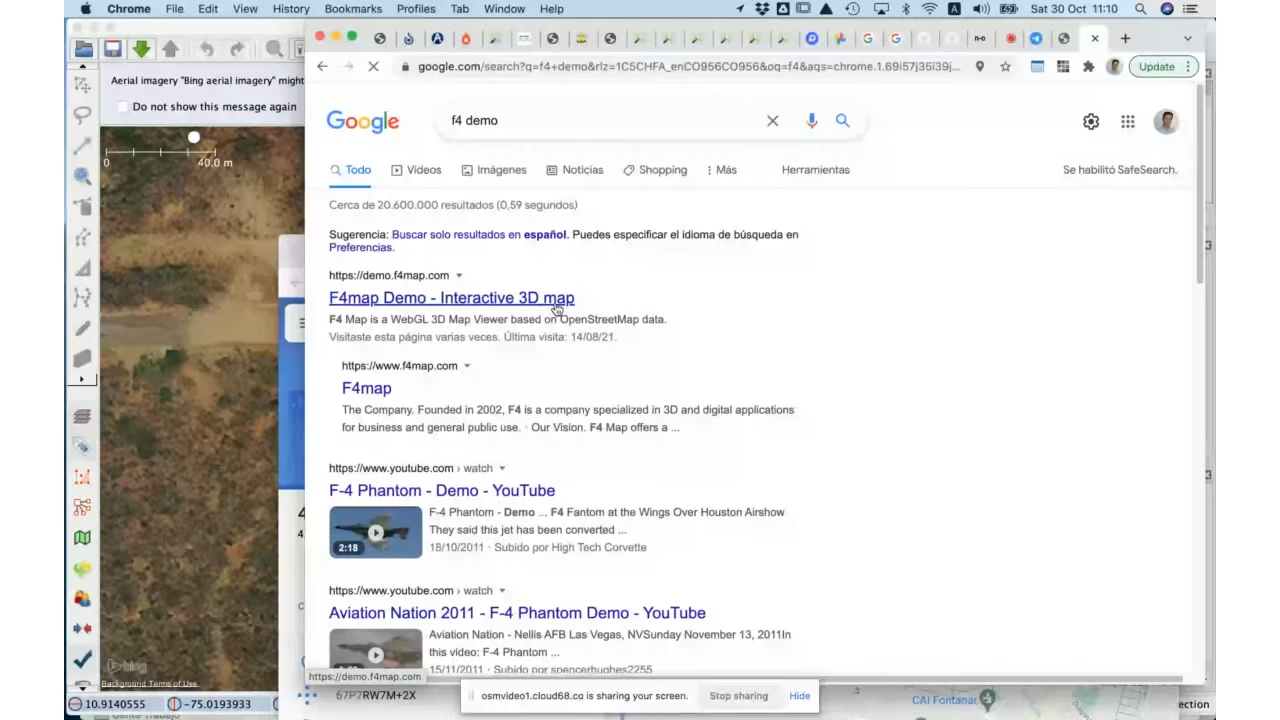 Chrome File Edit View History Bookmarks Profiles Tab Window Help
Sat 30 Oct 11:10
Aerial imagery "Bing aerial imagery" might
Do not show this message again
0 40.0 m
google.com/search?q=f4+demo&rlz=1C5CHFA_enCO956CO956&oq=f4&aqs=chrome.1.69i57j35i39j...
Update
Google
f4 demo
Todo Vídeos Imágenes Noticias Shopping Más Herramientas
Se habilitó SafeSearch.
Cerca de 20.600.000 resultados (0,59 segundos)
Sugerencia: Buscar solo resultados en español. Puedes especificar el idioma de búsqueda en
Preferencias.
https://demo.f4map.com
F4map Demo - Interactive 3D map
F4 Map is a WebGL 3D Map Viewer based on OpenStreetMap data.
Visitaste esta página varias veces. Última visita: 14/08/21.
https://www.f4map.com
F4map
The Company. Founded in 2002, F4 is a company specialized in 3D and digital applications
for business and general public use. · Our Vision. F4 Map offers a ...
https://www.youtube.com › watch
F-4 Phantom - Demo - YouTube
F-4 Phantom - Demo ... F4 Fantom at the Wings Over Houston Airshow
They said this jet has been converted ...
2:18
18/10/2011 · Subido por High Tech Corvette
https://www.youtube.com › watch
Aviation Nation 2011 - F-4 Phantom Demo - YouTube
Aviation Nation - Nellis AFB Las Vegas, NVSunday November 13, 2011In
this video: F-4 Phantom ...
15/11/2011 · Subido por spencerhughes2255
https://demo.f4map.com
bing
Background Terms of Use
67P7RW7M+2X
osmvideo1.cloud68.co is sharing your screen. Stop sharing Hide
CAI Fontanar
10.9140555 -75.0193933